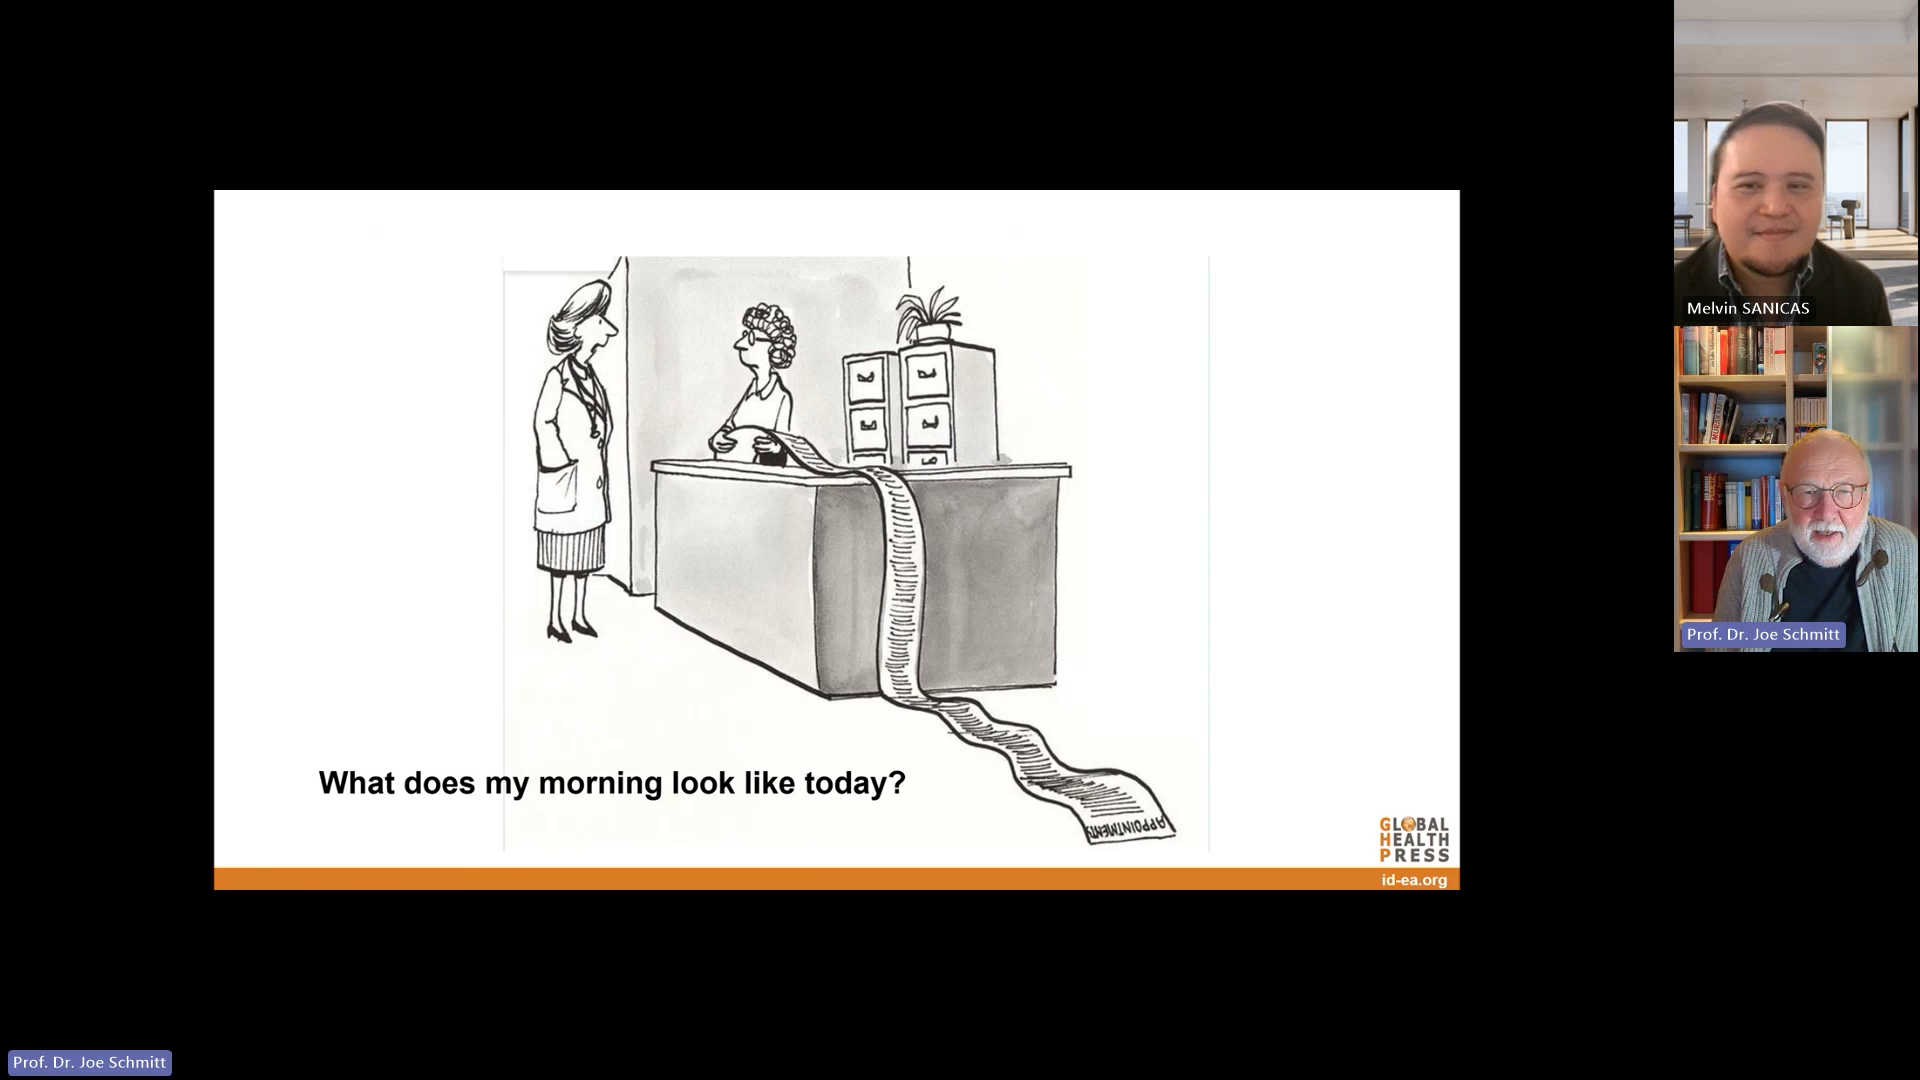 What does my morning look like today?
APPOINTMENTS
GLOBAL
HEALTH
PRESS
id-ea.org
Melvin SANICAS
Prof. Dr. Joe Schmitt
Prof. Dr. Joe Schmitt